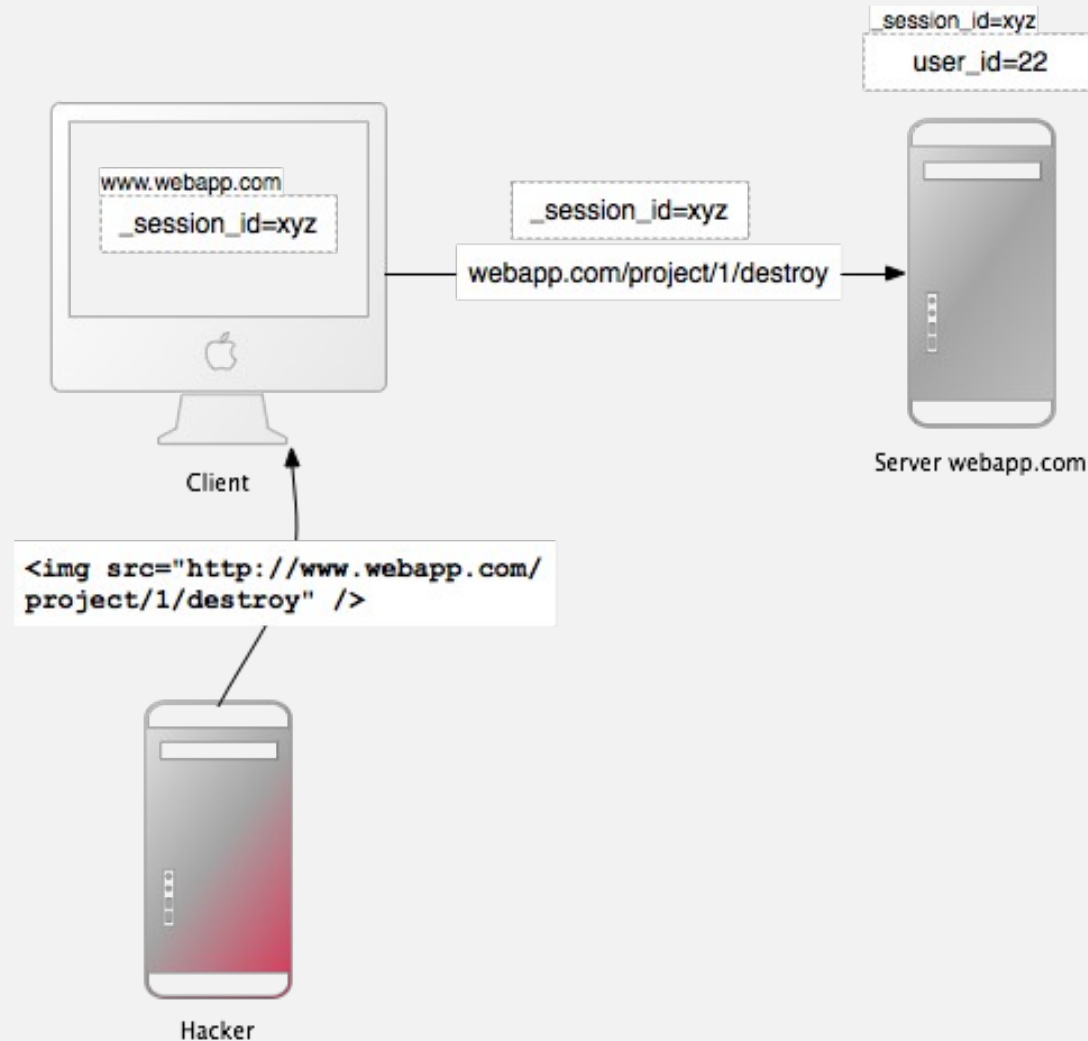 _session_id=xyz
user_id=22
www.webapp.com
_session_id=xyz
_session_id=xyz
webapp.com/project/1/destroy
Client
Server webapp.com
<img src="http://www.webapp.com/
project/1/destroy" />
Hacker